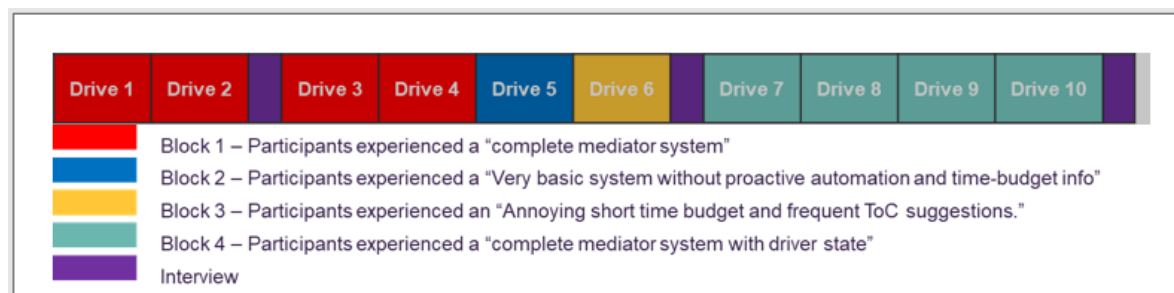 Drive 1 Drive 2 Drive 3 Drive 4 Drive 5 Drive 6 Drive 7 Drive 8 Drive 9 Drive 10
Block 1 – Participants experienced a “complete mediator system”
Block 2 – Participants experienced a “Very basic system without proactive automation and time-budget info”
Block 3 – Participants experienced an “Annoying short time budget and frequent ToC suggestions.”
Block 4 – Participants experienced a “complete mediator system with driver state”
Interview